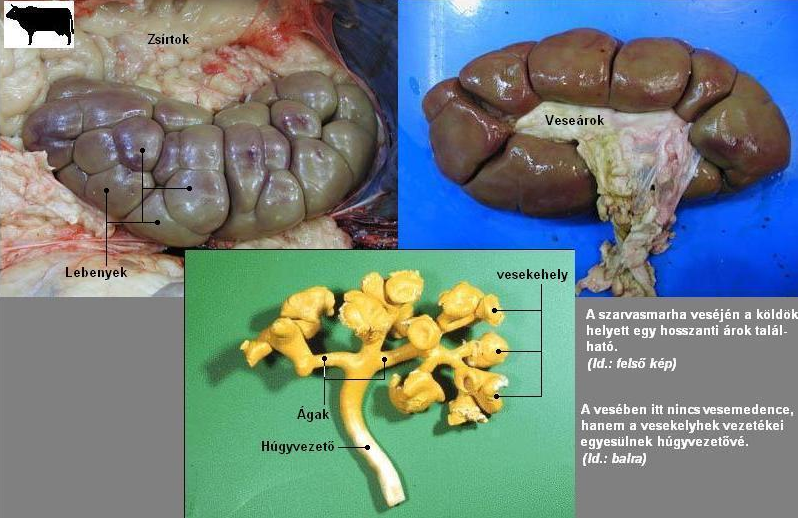 Zsírtok
Veseárok
Lebenyek
vesekehely
Ágak
Húgyvezető
A szarvasmarha veséjén a köldök
helyett egy hosszanti árok talál-
ható.
(ld.: felső kép)
A vesében itt nincs vesemedence,
hanem a vesekelyhek vezetékei
egyesülnek húgyvezetővé.
(ld.: balra)